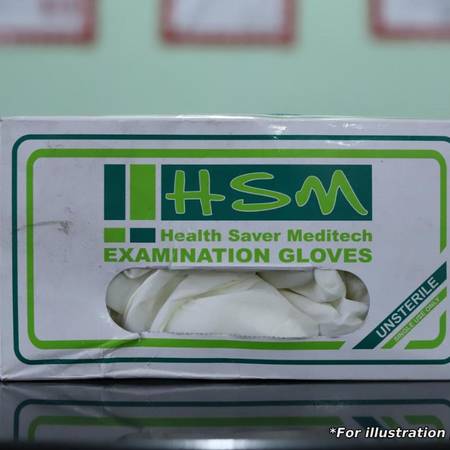 HSM
Health Saver Meditech
EXAMINATION GLOVES
UNSTERILE
SINGLE USE ONLY
*For illustration